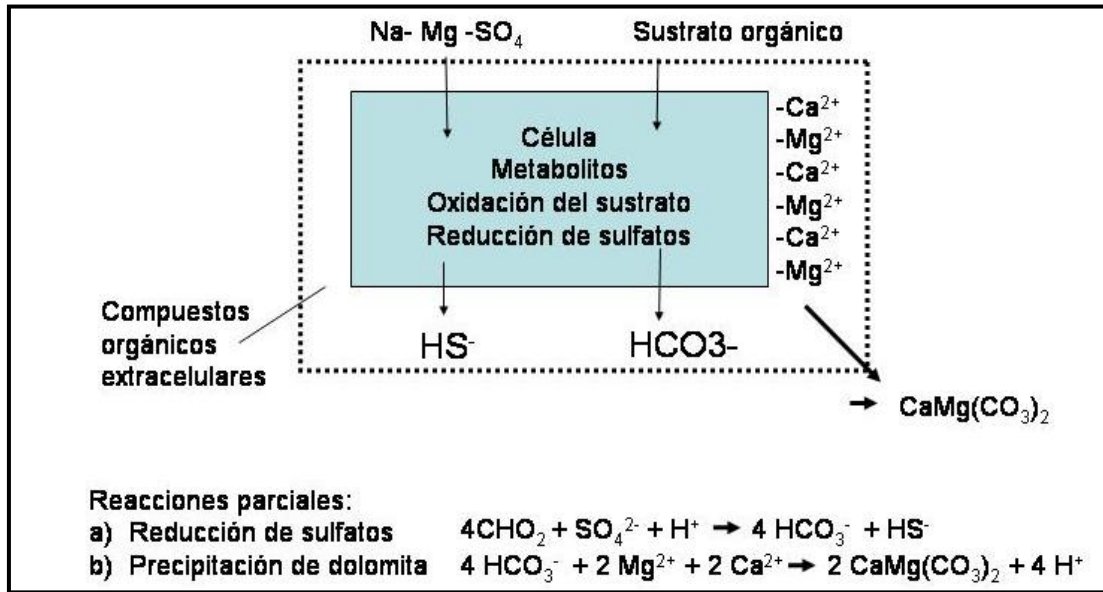 Na- Mg -SO₄ Sustrato orgánico
-Ca²⁺
-Mg²⁺
-Ca²⁺
-Mg²⁺
-Ca²⁺
-Mg²⁺
Célula
Metabolitos
Oxidación del sustrato
Reducción de sulfatos
Compuestos
orgánicos
extracelulares
HS⁻ HCO3-
➔ CaMg(CO₃)₂
Reacciones parciales:
a) Reducción de sulfatos 4CHO₂ + SO₄²⁻ + H⁺ ➔ 4 HCO₃⁻ + HS⁻
b) Precipitación de dolomita 4 HCO₃⁻ + 2 Mg²⁺ + 2 Ca²⁺ ➔ 2 CaMg(CO₃)₂ + 4 H⁺